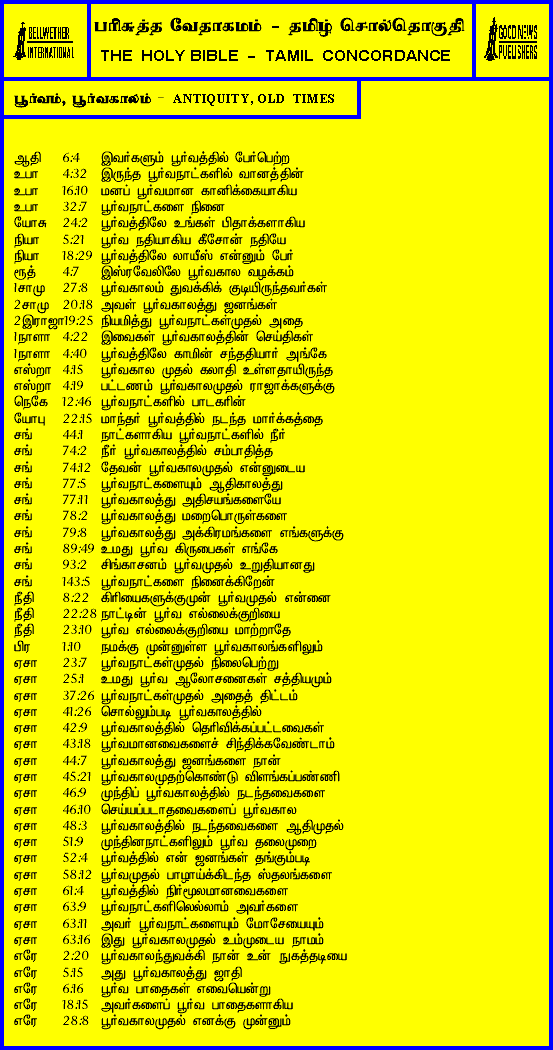 BELLWETHER
INTERNATIONAL
பரிசுத்த வேதாகமம் - தமிழ் சொல்தொகுதி
THE HOLY BIBLE - TAMIL CONCORDANCE
GOOD NEWS
PUBLISHERS
பூர்வம், பூர்வகாலம் - ANTIQUITY, OLD TIMES
ஆதி 6:4 இவர்களும் பூர்வத்தில் பேர்பெற்ற
உபா 4:32 இருந்த பூர்வநாட்களில் வானத்தின்
உபா 16:10 மனப் பூர்வமான காணிக்கையாகிய
உபா 32:7 பூர்வநாட்களை நினை
யோசு 24:2 பூர்வத்திலே உங்கள் பிதாக்களாகிய
நியா 5:21 பூர்வ நதியாகிய கீசோன் நதியே
நியா 18:29 பூர்வத்திலே லாயீஸ் என்னும் பேர்
ரூத் 4:7 இஸ்ரவேலிலே பூர்வகால வழக்கம்
1சாமு 27:8 பூர்வகாலம் துவக்கிக் குடியிருந்தவர்கள்
2சாமு 20:18 அவள் பூர்வகாலத்து ஜனங்கள்
2இராஜா19:25 நியமித்து பூர்வநாட்கள்முதல் அதை
1நாளா 4:22 இவைகள் பூர்வகாலத்தின் செய்திகள்
1நாளா 4:40 பூர்வத்திலே காமின் சந்ததியார் அங்கே
எஸ்றா 4:15 பூர்வகால முதல் கலாதி உள்ளதாயிருந்த
எஸ்றா 4:19 பட்டணம் பூர்வகாலமுதல் ராஜாக்களுக்கு
நெகே 12:46 பூர்வநாட்களில் பாடகரின்
யோபு 22:15 மாந்தர் பூர்வத்தில் நடந்த மார்க்கத்தை
சங் 44:1 நாட்களாகிய பூர்வநாட்களில் நீர்
சங் 74:2 நீர் பூர்வகாலத்தில் சம்பாதித்த
சங் 74:12 தேவன் பூர்வகாலமுதல் என்னுடைய
சங் 77:5 பூர்வநாட்களையும் ஆதிகாலத்து
சங் 77:11 பூர்வகாலத்து அதிசயங்களையே
சங் 78:2 பூர்வகாலத்து மறைபொருள்களை
சங் 79:8 பூர்வகாலத்து அக்கிரமங்களை எங்களுக்கு
சங் 89:49 உமது பூர்வ கிருபைகள் எங்கே
சங் 93:2 சிங்காசனம் பூர்வமுதல் உறுதியானது
சங் 143:5 பூர்வநாட்களை நினைக்கிறேன்
நீதி 8:22 கிரியைகளுக்குமுன் பூர்வமுதல் என்னை
நீதி 22:28 நாட்டின் பூர்வ எல்லைக்குறியை
நீதி 23:10 பூர்வ எல்லைக்குறியை மாற்றாதே
பிர 1:10 நமக்கு முன்னுள்ள பூர்வகாலங்களிலும்
ஏசா 23:7 பூர்வநாட்கள்முதல் நிலைபெற்று
ஏசா 25:1 உமது பூர்வ ஆலோசனைகள் சத்தியமும்
ஏசா 37:26 பூர்வநாட்கள்முதல் அதைத் திட்டம்
ஏசா 41:26 சொல்லும்படி பூர்வகாலத்தில்
ஏசா 42:9 பூர்வகாலத்தில் தெரிவிக்கப்பட்டவைகள்
ஏசா 43:18 பூர்வமானவைகளைச் சிந்திக்கவேண்டாம்
ஏசா 44:7 பூர்வகாலத்து ஜனங்களை நான்
ஏசா 45:21 பூர்வகாலமுதற்கொண்டு விளங்கப்பண்ணி
ஏசா 46:9 முந்திப் பூர்வகாலத்தில் நடந்தவைகளை
ஏசா 46:10 செய்யப்படாதவைகளைப் பூர்வகால
ஏசா 48:3 பூர்வகாலத்தில் நடந்தவைகளை ஆதிமுதல்
ஏசா 51:9 முந்தினநாட்களிலும் பூர்வ தலைமுறை
ஏசா 52:4 பூர்வத்தில் என் ஜனங்கள் தங்கும்படி
ஏசா 58:12 பூர்வமுதல் பாழாய்க்கிடந்த ஸ்தலங்களை
ஏசா 61:4 பூர்வத்தில் நிர்மூலமானவைகளை
ஏசா 63:9 பூர்வநாட்களிலெல்லாம் அவர்களை
ஏசா 63:11 அவர் பூர்வநாட்களையும் மோசேயையும்
ஏசா 63:16 இது பூர்வகாலமுதல் உம்முடைய நாமம்
எரே 2:20 பூர்வகாலந்துவக்கி நான் உன் நுகத்தடியை
எரே 5:15 அது பூர்வகாலத்து ஜாதி
எரே 6:16 பூர்வ பாதைகள் எவையென்று
எரே 18:15 அவர்களைப் பூர்வ பாதைகளாகிய
எரே 28:8 பூர்வகாலமுதல் எனக்கு முன்னும்